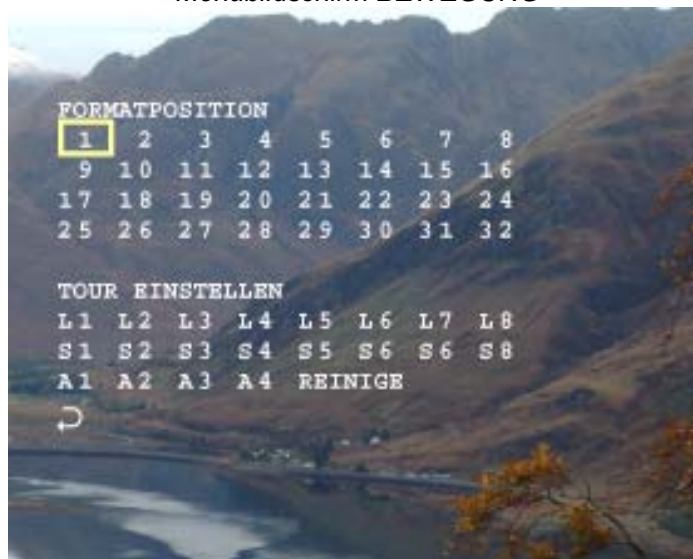 Menübildschirm BEWEGUNG
FORMATPOSITION
1 2 3 4 5 6 7 8
9 10 11 12 13 14 15 16
17 18 19 20 21 22 23 24
25 26 27 28 29 30 31 32
TOUR EINSTELLEN
L1 L2 L3 L4 L5 L6 L7 L8
S1 S2 S3 S4 S5 S6 S6 S8
A1 A2 A3 A4 REINIGE